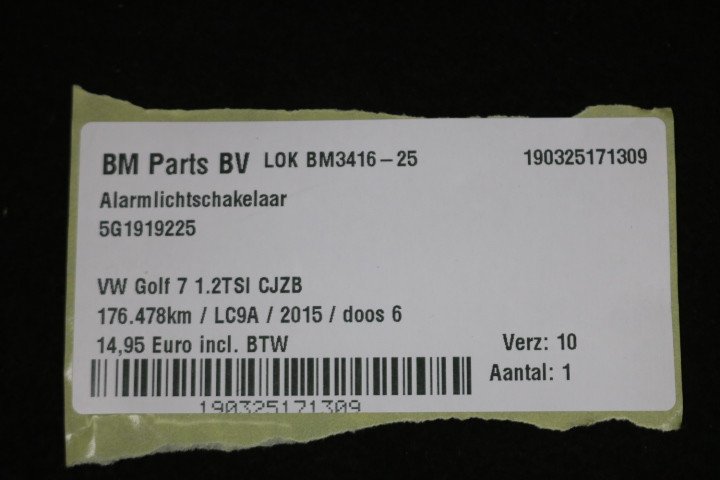 BM Parts BV LOK BM3416-25 190325171309
Alarmlichtschakelaar
5G1919225
VW Golf 7 1.2TSI CJZB
176.478km / LC9A / 2015 / doos 6
14,95 Euro incl. BTW Verz: 10
Aantal: 1
190325171309